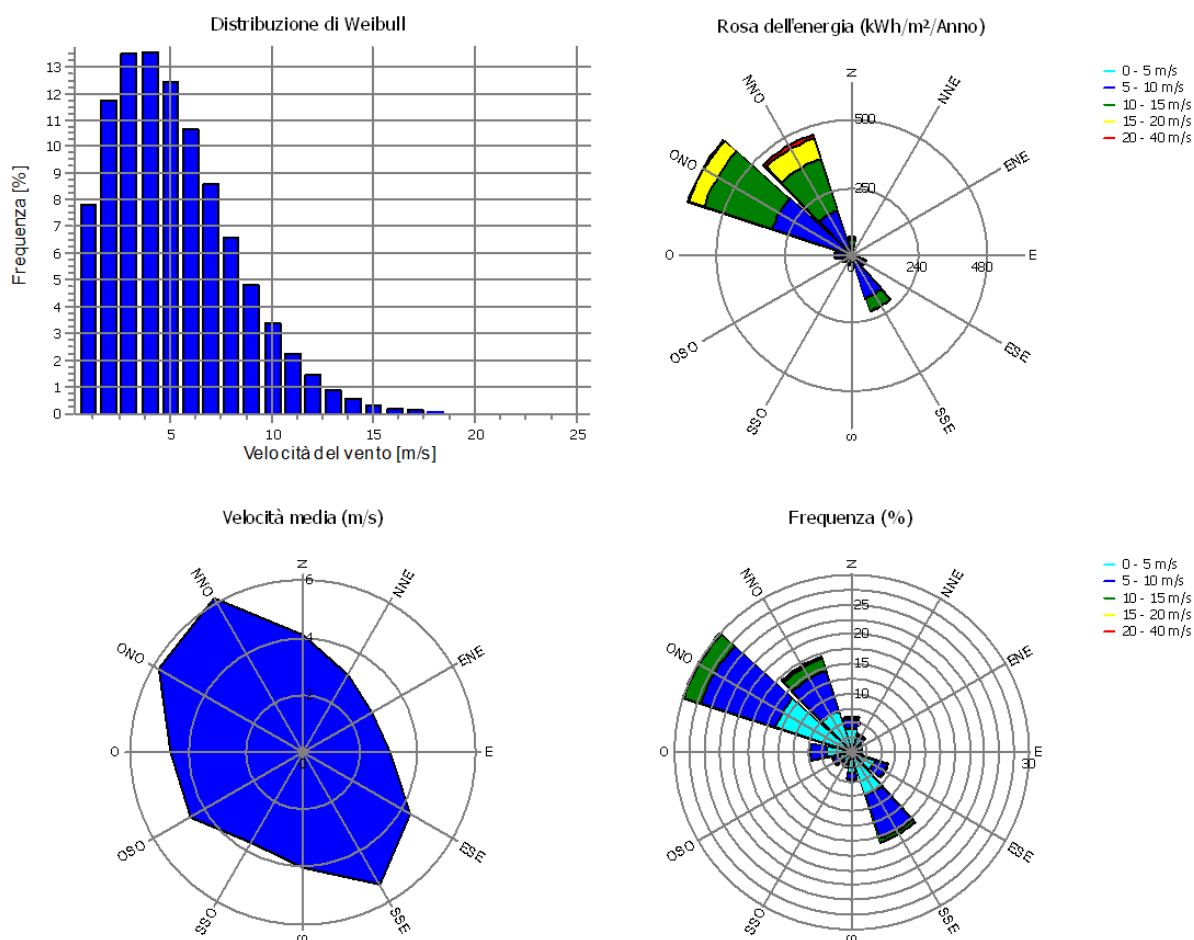 Distribuzione di Weibull
Frequenza [%]
13
12
11
10
9
8
7
6
5
4
3
2
1
0
5
10
15
20
25
Velocità del vento [m/s]
Rosa dell'energia (kWh/m²/Anno)
N
NNE
ENE
E
ESE
SSE
S
SSO
OSO
O
ONO
NNO
500
250
0
240
480
0 - 5 m/s
5 - 10 m/s
10 - 15 m/s
15 - 20 m/s
20 - 40 m/s
Velocità media (m/s)
N
NNE
ENE
E
ESE
SSE
S
SSO
OSO
O
ONO
NNO
6
4
2
Frequenza (%)
N
NNE
ENE
E
ESE
SSE
S
SSO
OSO
O
ONO
NNO
25
20
15
10
30
0 - 5 m/s
5 - 10 m/s
10 - 15 m/s
15 - 20 m/s
20 - 40 m/s